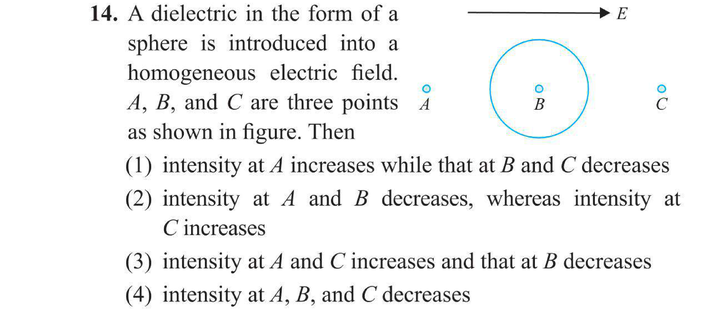 14. A dielectric in the form of a
E
sphere is introduced into a
homogeneous electric field.
A, B, and C are three points
A
B
C
as shown in figure. Then
(1) intensity at A increases while that at B and C decreases
(2) intensity at A and B decreases, whereas intensity at
C increases
(3) intensity at A and C increases and that at B decreases
(4) intensity at A, B, and C decreases